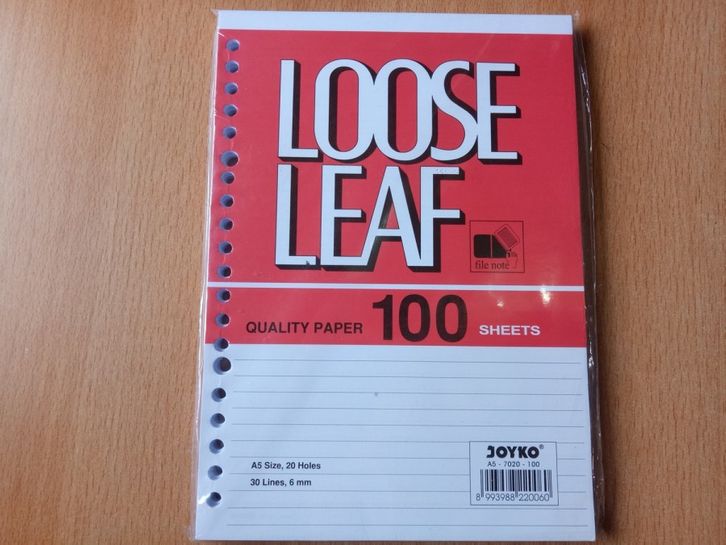 LOOSE
LEAF
file note
QUALITY PAPER 100 SHEETS
A5 Size, 20 Holes
30 Lines, 6 mm
JOYKO®
A5 - 7020 - 100
8 993988 220060